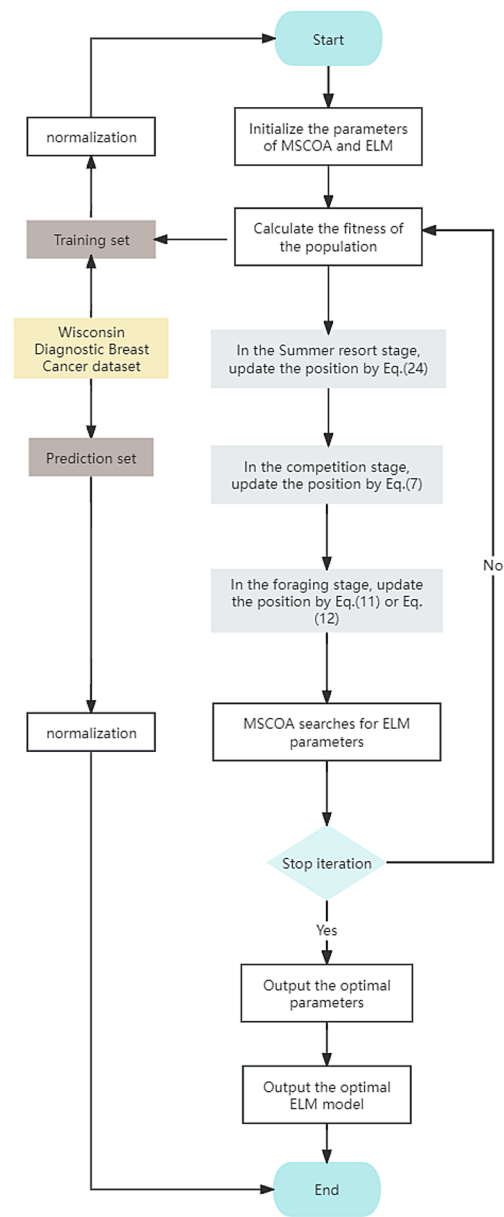 Start
normalization
Initialize the parameters
of MSCOA and ELM
Training set
Calculate the fitness of
the population
Wisconsin
Diagnostic Breast
Cancer dataset
In the Summer resort stage,
update the position by Eq.(24)
Prediction set
In the competition stage,
update the position by Eq.(7)
No
In the foraging stage, update
the position by Eq.(11) or Eq.
(12)
normalization
MSCOA searches for ELM
parameters
Stop iteration
Yes
Output the optimal
parameters
Output the optimal
ELM model
End